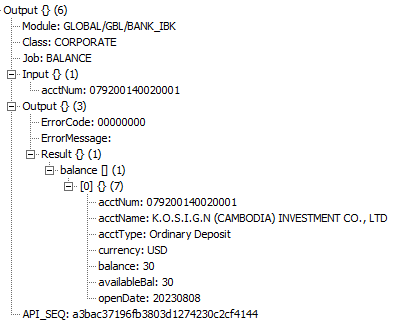 Output {} (6)
Module: GLOBAL/GBL/BANK_IBK
Class: CORPORATE
Job: BALANCE
Input {} (1)
acctNum: 079200140020001
Output {} (3)
ErrorCode: 00000000
ErrorMessage:
Result {} (1)
balance [] (1)
[0] {} (7)
acctNum: 079200140020001
acctName: K.O.S.I.G.N (CAMBODIA) INVESTMENT CO., LTD
acctType: Ordinary Deposit
currency: USD
balance: 30
availableBal: 30
openDate: 20230808
API_SEQ: a3bac37196fb3803d1274230c2cf4144